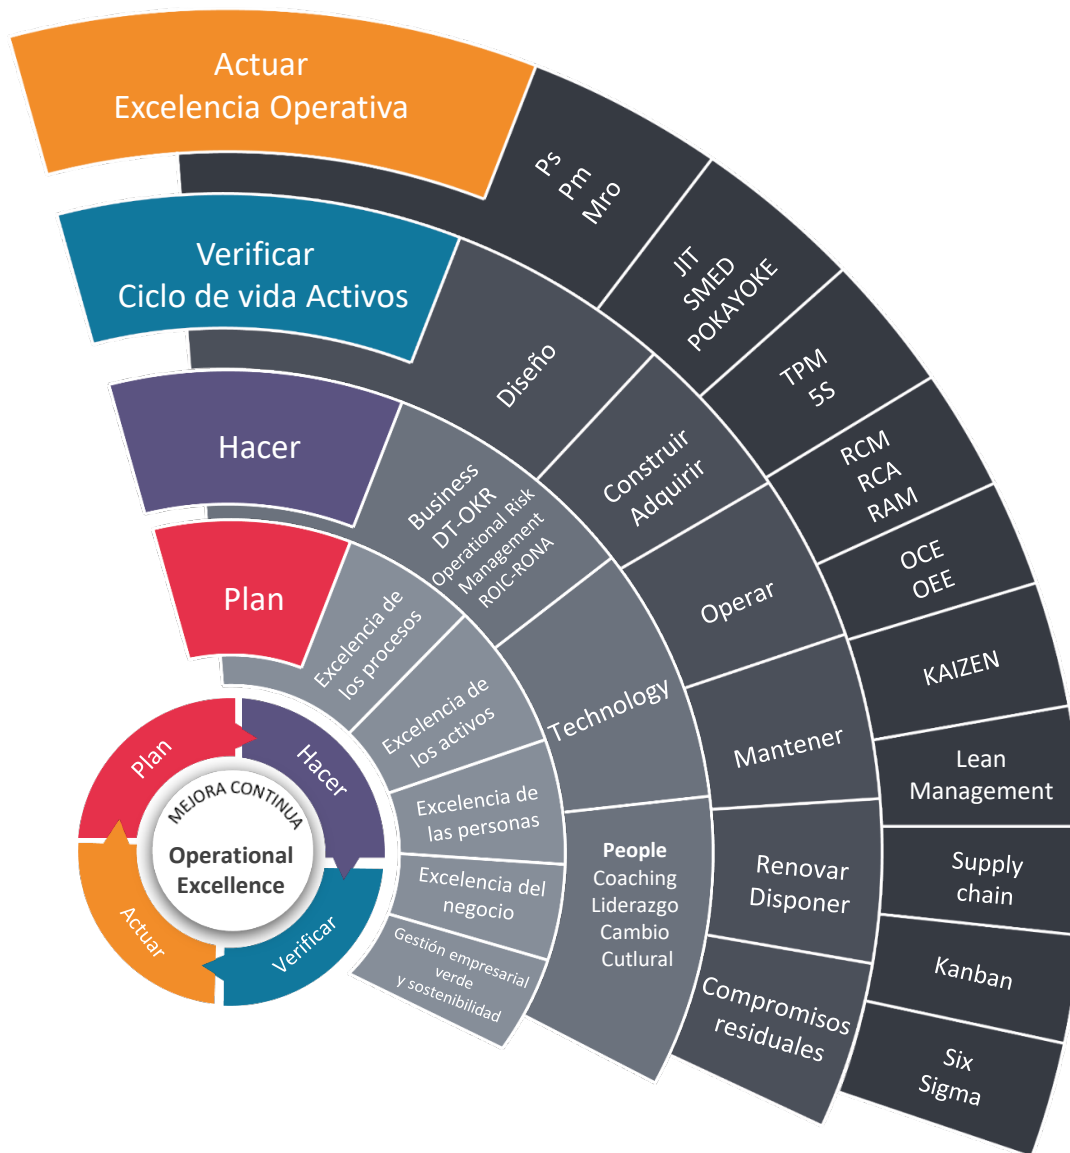 Actuar
Excelencia Operativa
Ps
Pm
Mro
JIT
SMED
POKAYOKE
TPM
5S
RCM
RCA
RAM
OCE
OEE
KAIZEN
Lean
Management
Supply
chain
Kanban
Six
Sigma
Verificar
Ciclo de vida Activos
Diseño
Construir
Adquirir
Operar
Mantener
Renovar
Disponer
Compromisos
residuales
Hacer
Business
DT-OKR
Operational Risk
Management
ROIC-RONA
Technology
People
Coaching
Liderazgo
Cambio
Cutlural
Plan
Excelencia de
los procesos
Excelencia de
los activos
Excelencia de
las personas
Excelencia del
negocio
Gestión empresarial
verde
y sostenibilidad
Plan
Hacer
Verificar
Actuar
MEJORA CONTINUA
Operational
Excellence